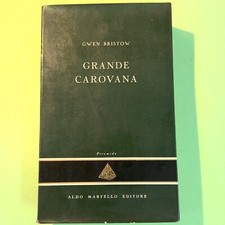 GWEN BRISTOW
GRANDE
CAROVANA
Piramide
ALDO MARTELLO EDITORE